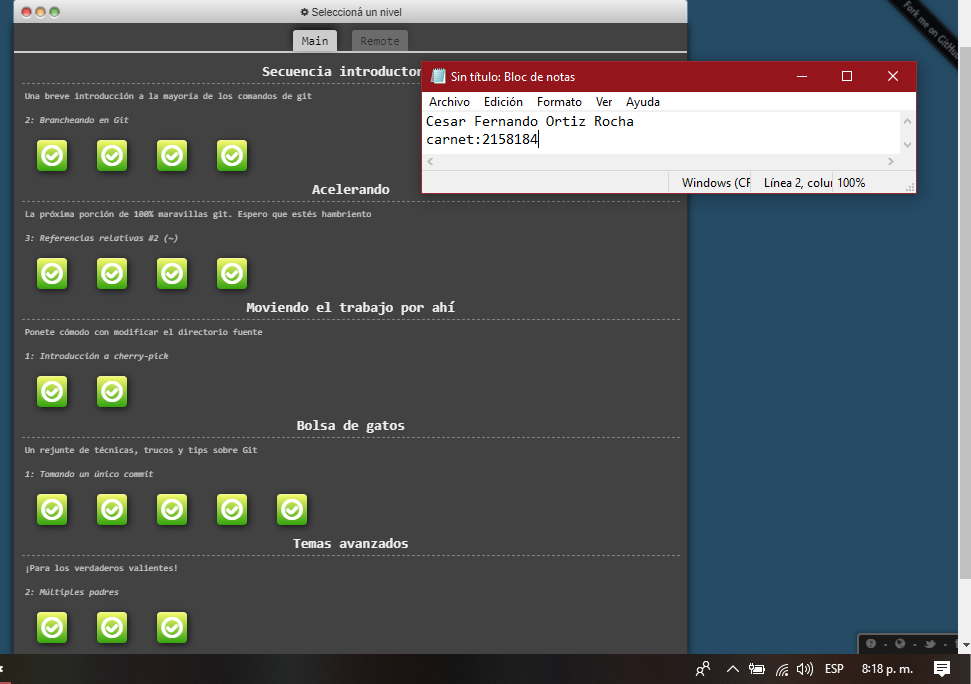 Seleccioná un nivel
Main
Remote
Secuencia introductor
Una breve introducción a la mayoría de los comandos de git
2: Brancheando en Git
Acelerando
La próxima porción de 100% maravillas git. Espero que estés hambriento
3: Referencias relativas #2 (~)
Moviendo el trabajo por ahí
Ponete cómodo con modificar el directorio fuente
1: Introducción a cherry-pick
Bolsa de gatos
Un rejunte de técnicas, trucos y tips sobre Git
1: Tomando un único commit
Temas avanzados
¡Para los verdaderos valientes!
2: Múltiples padres
Fork me on GitHu
Sin título: Bloc de notas
Archivo Edición Formato Ver Ayuda
Cesar Fernando Ortiz Rocha
carnet:2158184
Windows (CF Línea 2, colu 100%
ESP
8:18 p. m.